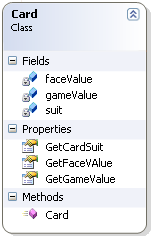 Card
Class
Fields
faceValue
gameValue
suit
Properties
GetCardSuit
GetFaceVAlue
GetGameValue
Methods
Card